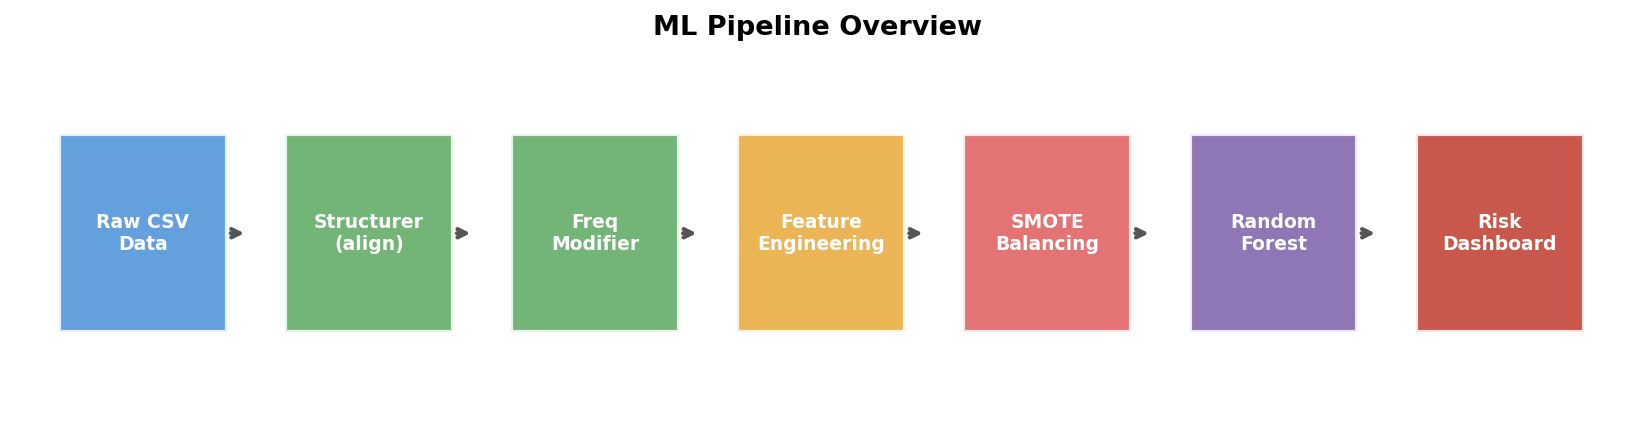 ML Pipeline Overview
Raw CSV
Data
Structurer
(align)
Freq
Modifier
Feature
Engineering
SMOTE
Balancing
Random
Forest
Risk
Dashboard